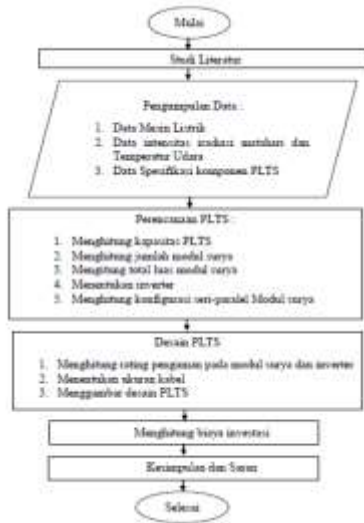 Mulai
Studi Literatur
Pengumpulan Data :
1. Data Mesin Listrik
2. Data intensitas iradiasi matahari dan
Temperatur Udara
3. Data Spesifikasi komponen PLTS
Perencanaan PLTS :
1. Menghitung kapasitas PLTS
2. Menghitung jumlah modul surya
3. Mengitung total luas modul surya
4. Menentukan inverter
5. Menghitung konfigurasi seri-paralel Modul surya
Desain PLTS
1. Menghitung rating pengaman pada modul surya dan inverter
2. Menentukan ukuran kabel
3. Menggambar desain PLTS
Menghitung biaya investasi
Kesimpulan dan Saran
Selesai